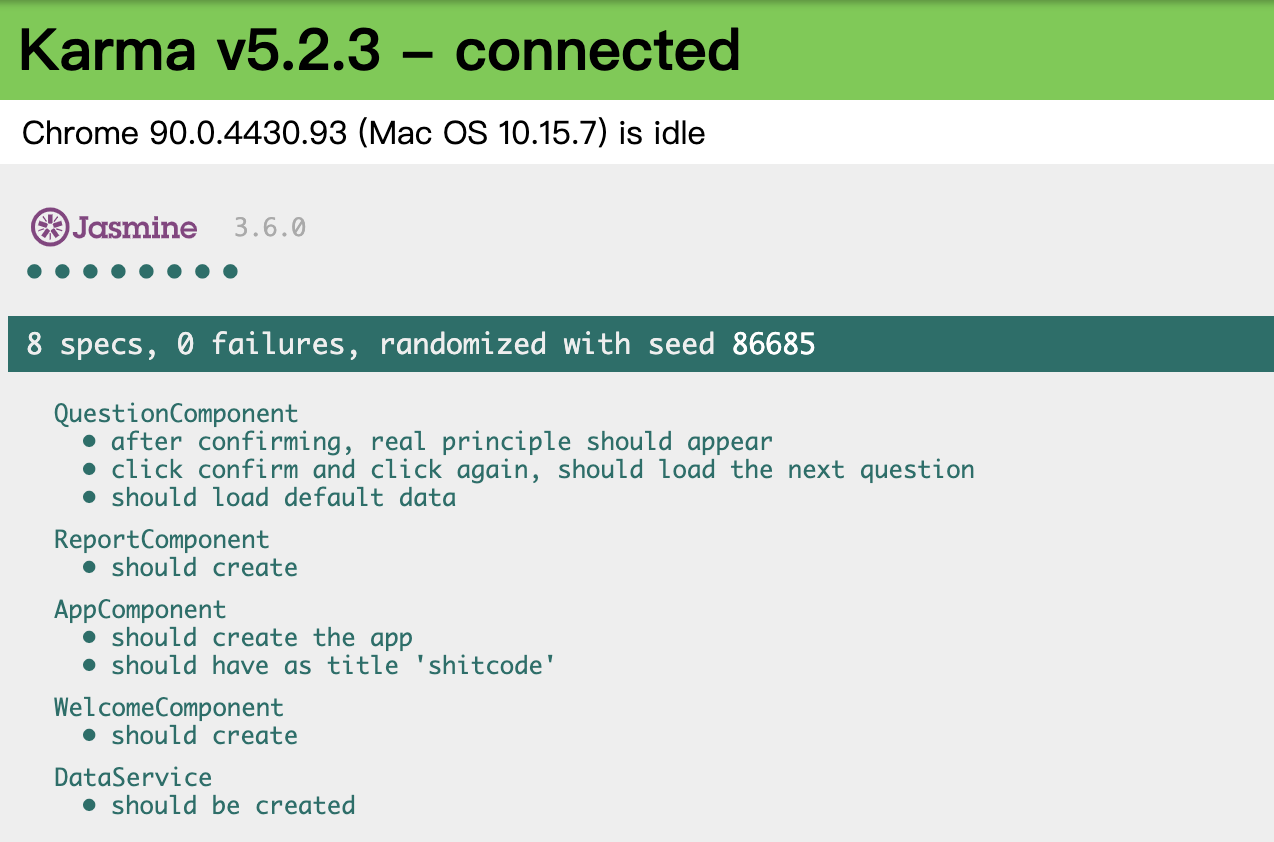 Karma v5.2.3 – connected
Chrome 90.0.4430.93 (Mac OS 10.15.7) is idle
Jasmine 3.6.0
8 specs, 0 failures, randomized with seed 86685
QuestionComponent
• after confirming, real principle should appear
• click confirm and click again, should load the next question
• should load default data
ReportComponent
• should create
AppComponent
• should create the app
• should have as title 'shitcode'
WelcomeComponent
• should create
DataService
• should be created